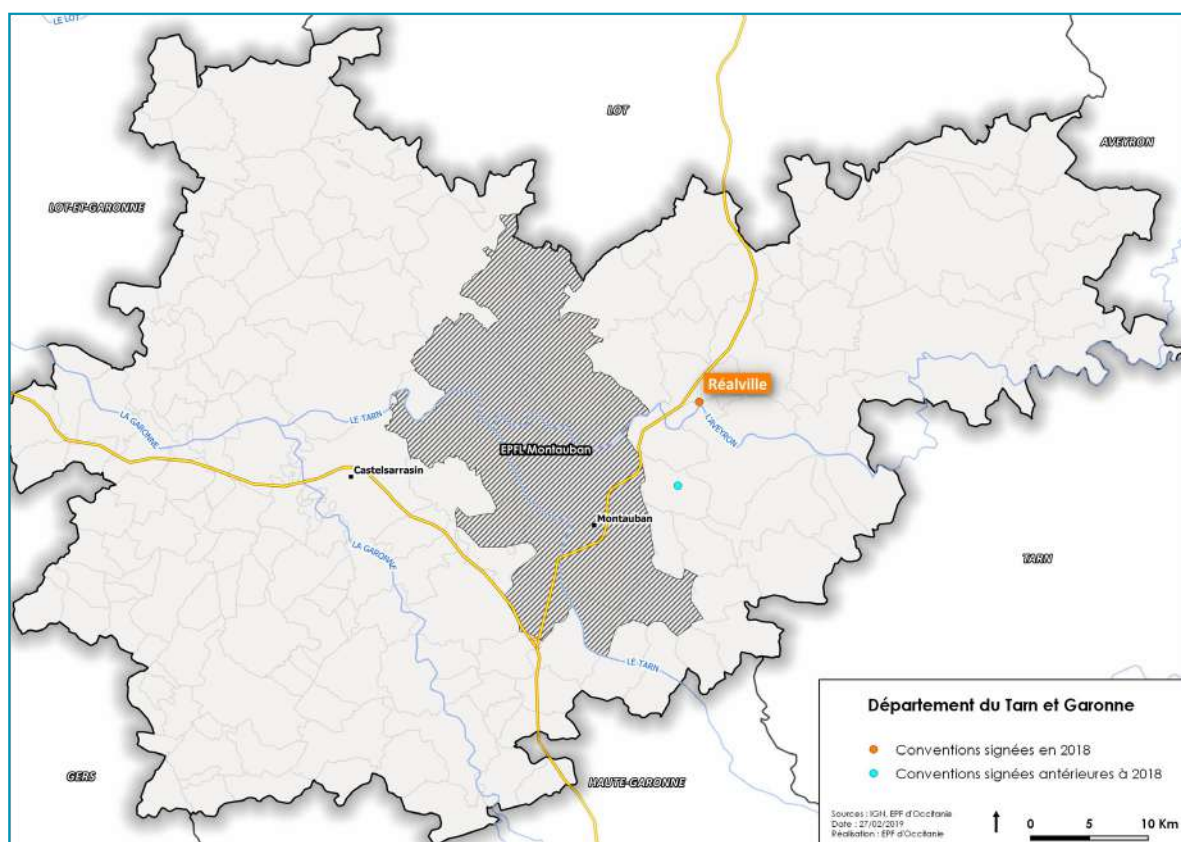 LE LOT
LOT
AVEYRON
LOT-ET-GARONNE
Réalville
LA GARONNE
LE TARN
L'AVEYRON
EPFL Montauban
Castelsarrasin
Montauban
LA GARONNE
TARN
LE TARN
GERS
HAUTE-GARONNE
Département du Tarn et Garonne
Conventions signées en 2018
Conventions signées antérieures à 2018
Sources : IGN, EPF d'Occitanie
Date : 27/02/2019
Réalisation : EPF d'Occitanie
0 5 10 Km